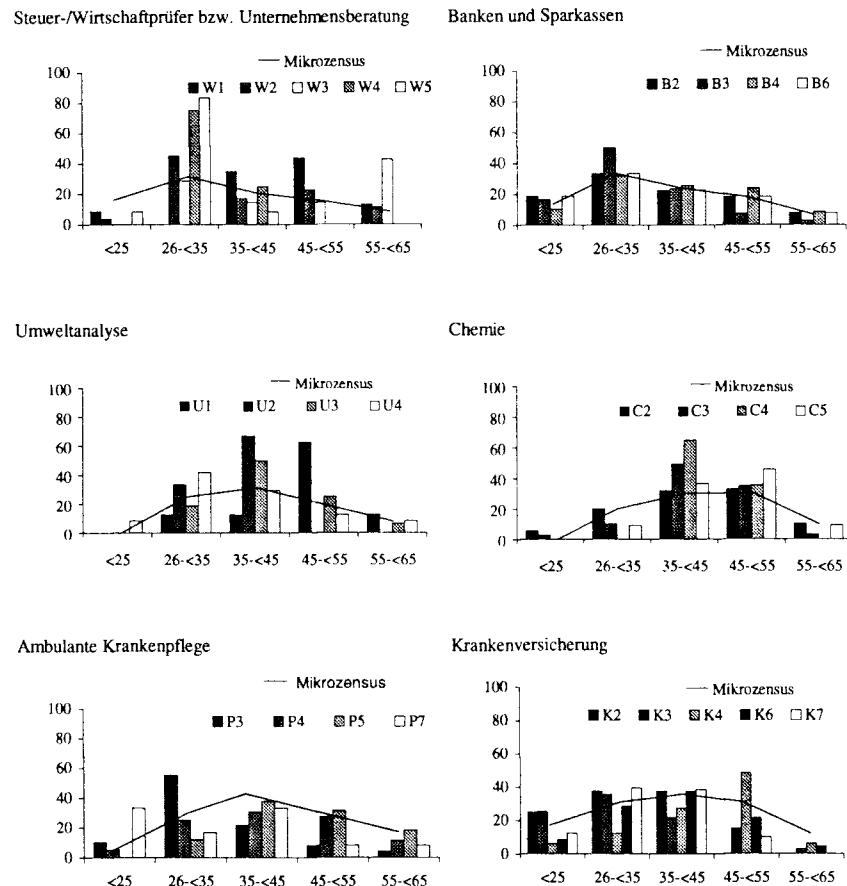 Steuer-/Wirtschaftprüfer bzw. Unternehmensberatung
Mikrozensus
W1 W2 W3 W4 W5
100
80
60
40
20
0
<25 26-<35 35-<45 45-<55 55-<65
Banken und Sparkassen
Mikrozensus
B2 B3 B4 B6
100
80
60
40
20
0
<25 26-<35 35-<45 45-<55 55-<65
Umweltanalyse
Mikrozensus
U1 U2 U3 U4
100
80
60
40
20
0
<25 26-<35 35-<45 45-<55 55-<65
Chemie
Mikrozensus
C2 C3 C4 C5
100
80
60
40
20
0
<25 26-<35 35-<45 45-<55 55-<65
Ambulante Krankenpflege
Mikrozensus
P3 P4 P5 P7
100
80
60
40
20
0
<25 26-<35 35-<45 45-<55 55-<65
Krankenversicherung
Mikrozensus
K2 K3 K4 K6 K7
100
80
60
40
20
0
<25 26-<35 35-<45 45-<55 55-<65